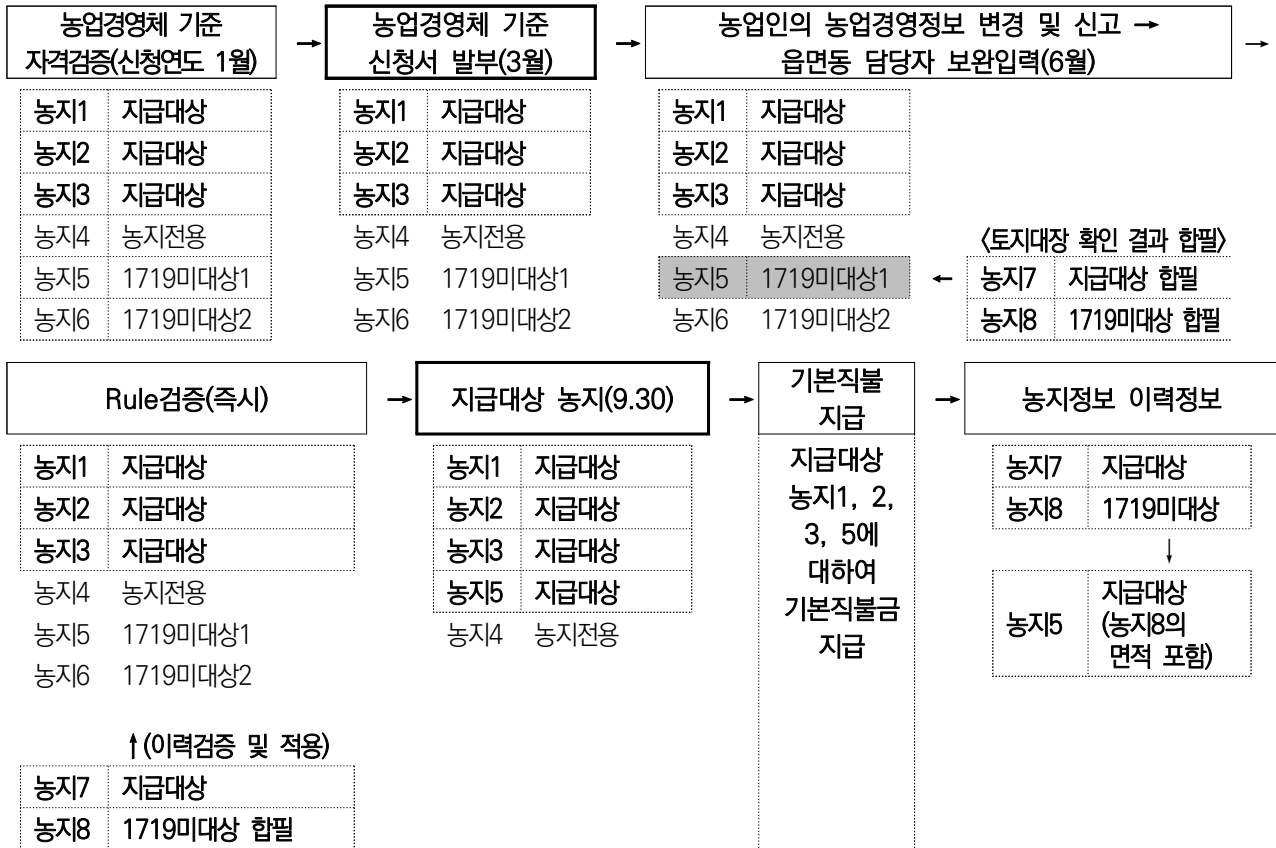 농업경영체 기준
자격검증(신청연도 1월)
→
농업경영체 기준
신청서 발부(3월)
→
농업인의 농업경영정보 변경 및 신고 →
읍면동 담당자 보완입력(6월)
→
농지1 지급대상
농지2 지급대상
농지3 지급대상
농지4 농지전용
농지5 1719미대상1
농지6 1719미대상2
농지1 지급대상
농지2 지급대상
농지3 지급대상
농지4 농지전용
농지5 1719미대상1
농지6 1719미대상2
농지1 지급대상
농지2 지급대상
농지3 지급대상
농지4 농지전용
농지5 1719미대상1
농지6 1719미대상2
←
〈토지대장 확인 결과 합필〉
농지7 지급대상 합필
농지8 1719미대상 합필
Rule검증(즉시)
→
지급대상 농지(9.30)
→
기본직불
지급
→
농지정보 이력정보
농지1 지급대상
농지2 지급대상
농지3 지급대상
농지4 농지전용
농지5 1719미대상1
농지6 1719미대상2
↑(이력검증 및 적용)
농지7 지급대상
농지8 1719미대상 합필
농지1 지급대상
농지2 지급대상
농지3 지급대상
농지5 지급대상
농지4 농지전용
지급대상
농지1, 2,
3, 5에
대하여
기본직불금
지급
농지7 지급대상
농지8 1719미대상
↓
농지5 지급대상
(농지8의
면적 포함)